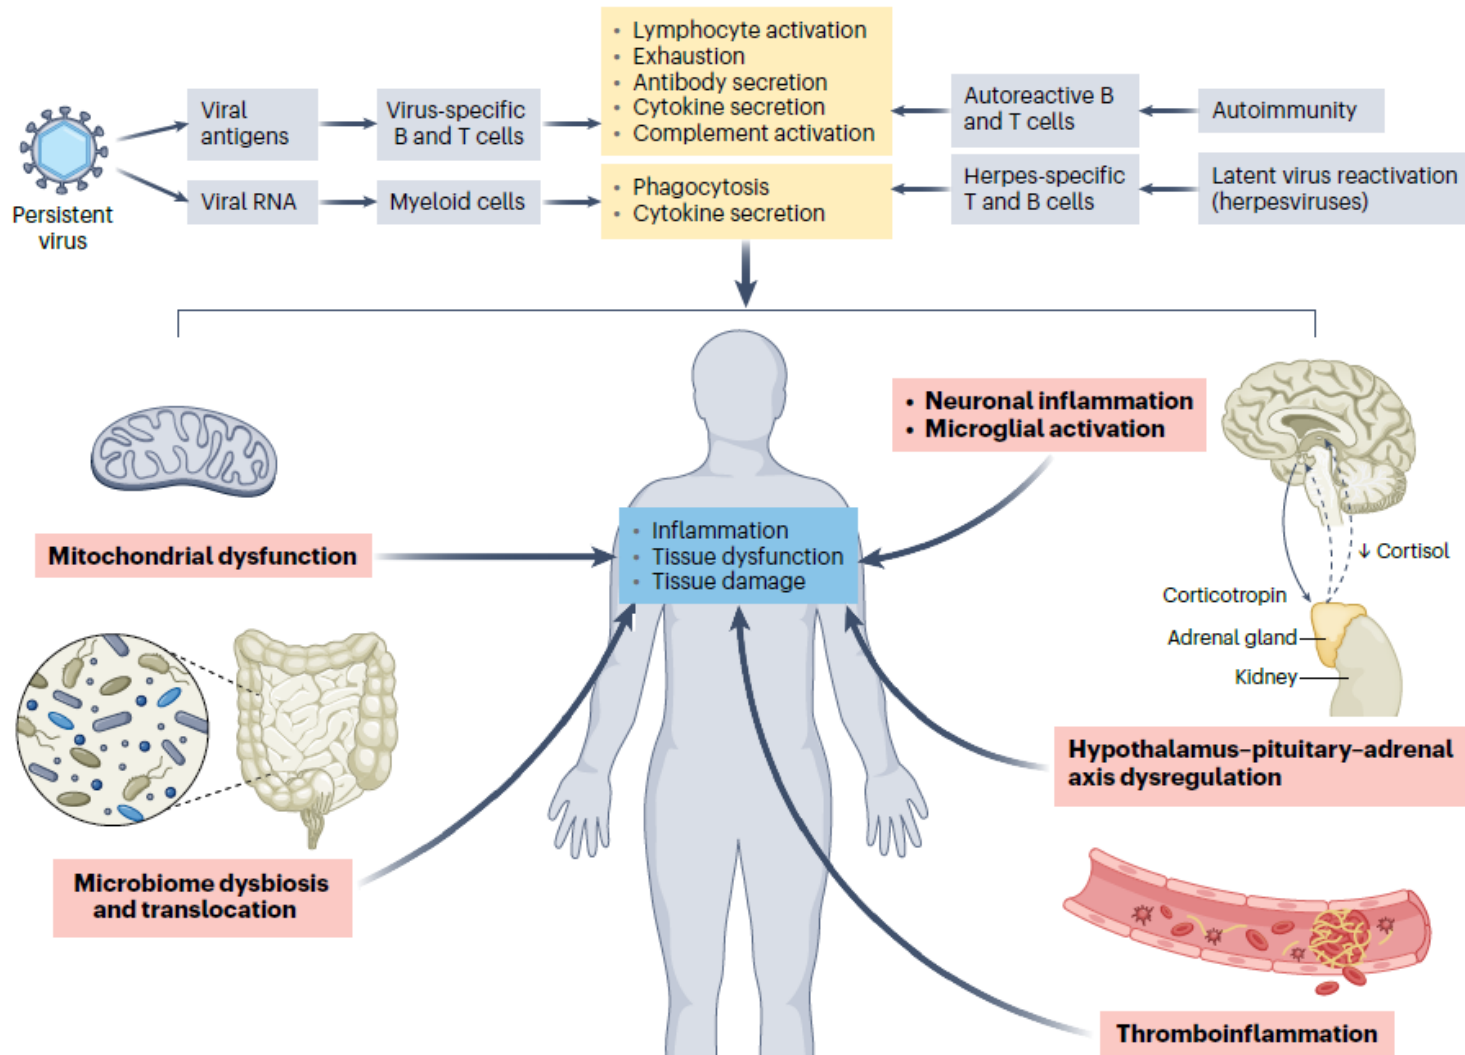 Persistent
virus
Viral
antigens
Virus-specific
B and T cells
Viral RNA
Myeloid cells
• Lymphocyte activation
• Exhaustion
• Antibody secretion
• Cytokine secretion
• Complement activation
• Phagocytosis
• Cytokine secretion
Autoreactive B
and T cells
Autoimmunity
Herpes-specific
T and B cells
Latent virus reactivation
(herpesviruses)
• Neuronal inflammation
• Microglial activation
Mitochondrial dysfunction
• Inflammation
• Tissue dysfunction
• Tissue damage
↓ Cortisol
Corticotropin
Adrenal gland
Kidney
Hypothalamus–pituitary–adrenal
axis dysregulation
Microbiome dysbiosis
and translocation
Thromboinflammation